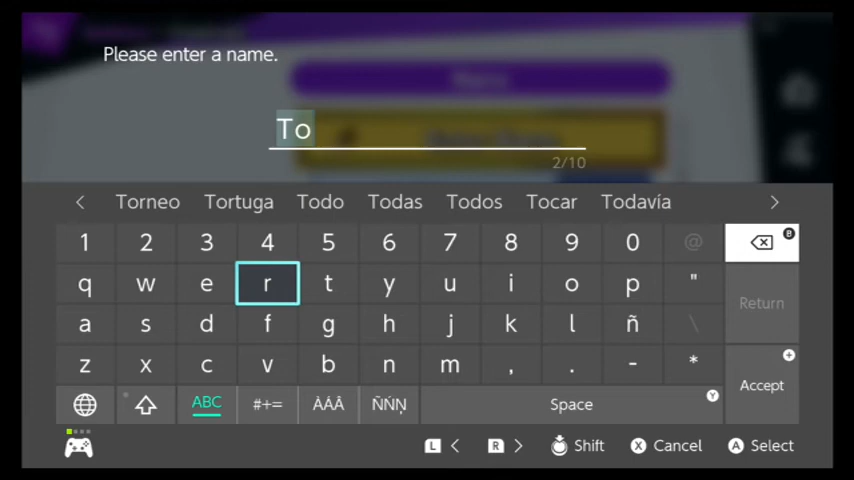 Please enter a name.
To
2/10
< Torneo Tortuga Todo Todas Todos Tocar Todavía >
1 2 3 4 5 6 7 8 9 0 @ B
q w e r t y u i o p " Return
a s d f g h j k l ñ \
z x c v b n m , . - * + Accept
ABC #+= ÀÁÂ ÑŃŅ Space Y
L < R > Shift X Cancel A Select